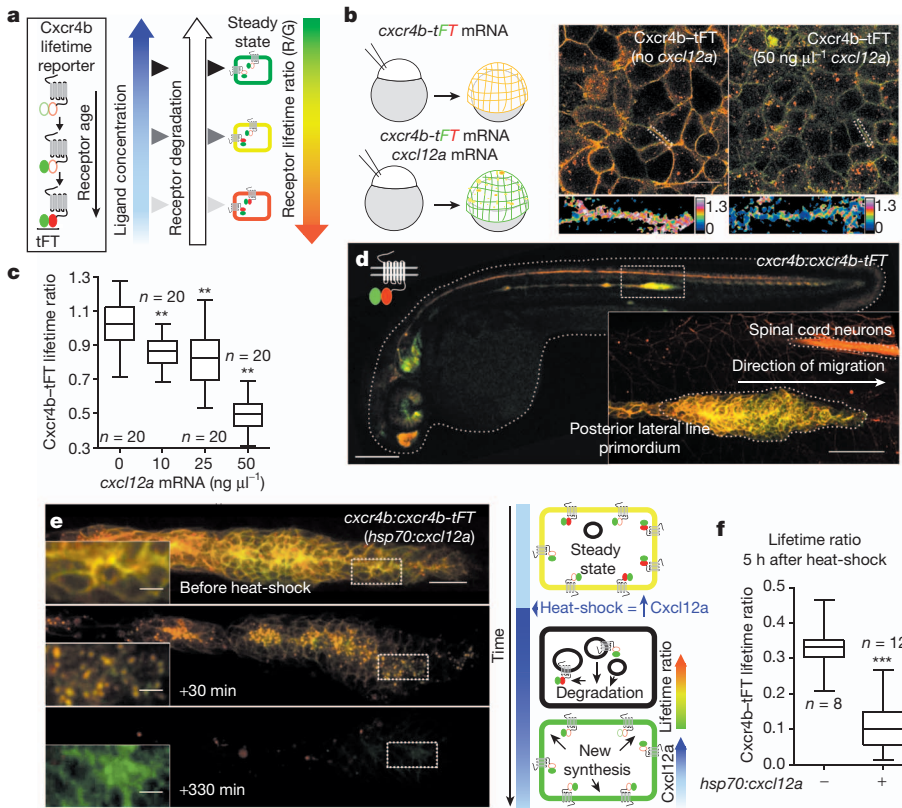 a
Cxcr4b
lifetime
reporter
Receptor age
tFT
Ligand concentration
Receptor degradation
Steady
state
Receptor lifetime ratio (R/G)
b
cxcr4b-tFT mRNA
cxcr4b-tFT mRNA
cxcl12a mRNA
Cxcr4b–tFT
(no cxcl12a)
Cxcr4b–tFT
(50 ng µl⁻¹ cxcl12a)
1.3
0
1.3
0
c
Cxcr4b–tFT lifetime ratio
1.3
1.1
0.9
0.7
0.5
0.3
n = 20
**
**
n = 20
**
n = 20
n = 20
0 10 25 50
cxcl12a mRNA (ng µl⁻¹)
d
cxcr4b:cxcr4b-tFT
Spinal cord neurons
Direction of migration
Posterior lateral line
primordium
e
cxcr4b:cxcr4b-tFT
(hsp70:cxcl12a)
Before heat-shock
+30 min
+330 min
Time
Steady
state
Heat-shock = ↑ Cxcl12a
Degradation
New
synthesis
Lifetime ratio
Cxcl12a
f
Lifetime ratio
5 h after heat-shock
Cxcr4b–tFT lifetime ratio
0.5
0.4
0.3
0.2
0.1
0
n = 12
***
n = 8
hsp70:cxcl12a − +